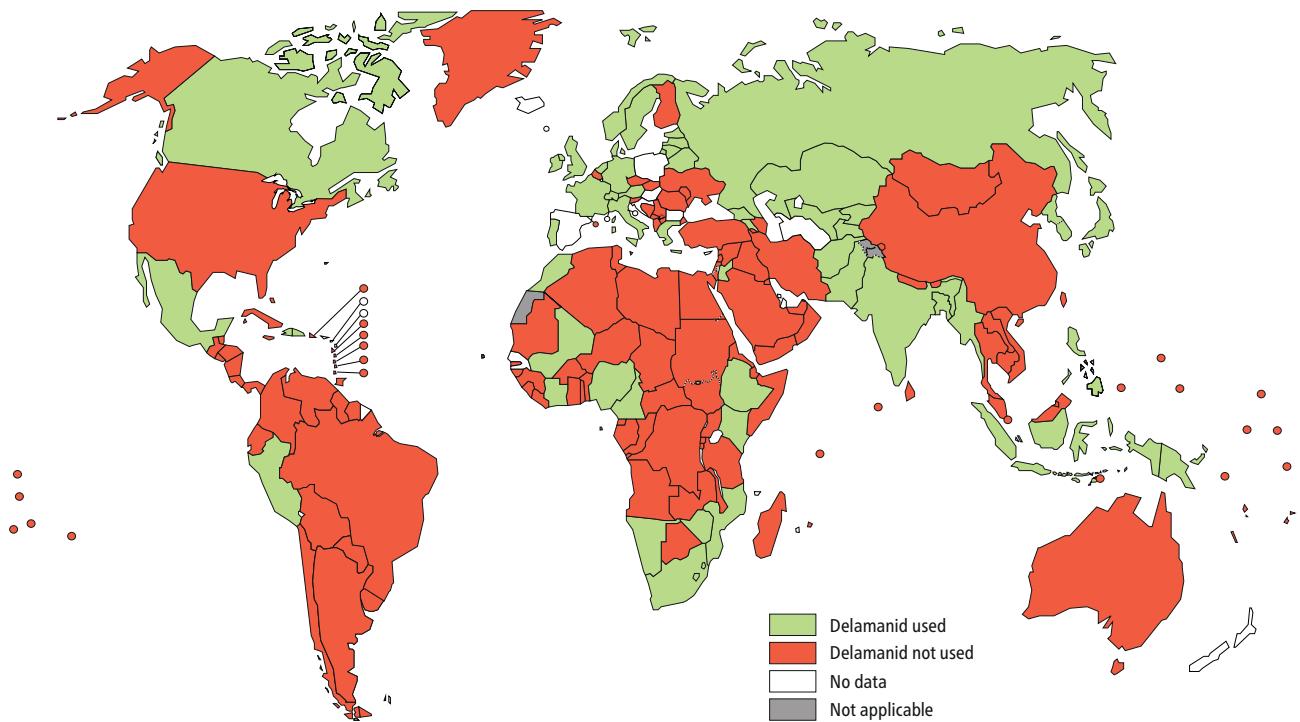 Delamanid used
Delamanid not used
No data
Not applicable